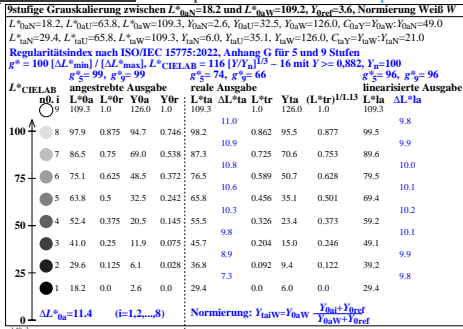 9stufige Graukalierung zwischen L*0aN=18.2 und L*0aW=109.2, Y0ref=3.6, Normierung Weiß W
L*0aN=18.2, L*0aU=63.8, L*0aW=109.3, Y0aN=2.6, Y0aU=32.5, Y0aW=126.0, C0aY=Y0aW:Y0aN=49.0
L*taN=29.4, L*taU=65.8, L*taW=109.3, YtaN=6.0, YtaU=35.1, YtaW=126.0, CtaY=YtaW:YtaN=21.0
Regularitätsindex nach ISO/IEC 15775:2022, Anhang G für 5 und 9 Stufen
g* = 100 [ΔL*min] / [ΔL*max], L*CIELAB = 116 [Y/Yn]1/3 – 16 mit Y >= 0,882, Yn=100
g*5= 99, g*9= 99 g*5= 74, g*9= 66 g*5= 96, g*9= 96
L*CIELAB angestrebte Ausgabe reale Ausgabe linearisierte Ausgabe
n0. i L*0a L*0r Y0a Y0r L*ta ΔL*ta L*tr Yta (L*tr)1/1.13 L*la ΔL*la
9 109.3 1.0 126.0 1.0 109.3 1.0 126.0 1.0 109.3
11.0 9.8
100 8 97.9 0.875 94.7 0.746 98.2 0.862 95.5 0.877 99.5
10.9 9.9
7 86.5 0.75 69.0 0.538 87.3 0.725 70.6 0.753 89.6
10.8 10.0
75 6 75.1 0.625 48.5 0.372 76.5 0.589 50.7 0.628 79.5
10.6 10.1
5 63.8 0.5 32.5 0.242 65.8 0.456 35.1 0.501 69.4
10.3 10.2
50 4 52.4 0.375 20.5 0.145 55.5 0.326 23.4 0.373 59.2
9.8 10.1
3 41.0 0.25 11.9 0.075 45.7 0.204 15.0 0.246 49.1
8.9 9.9
25 2 29.6 0.125 6.1 0.028 36.8 0.092 9.4 0.122 39.2
7.3 9.8
1 18.2 0.0 2.6 0.0 29.4 0.0 6.0 0.0 29.4
0 ΔL*0a=11.4 (i=1,2,...,8) Normierung: YtaiW=Y0aW Y0ai+Y0ref
Y0aW+Y0ref